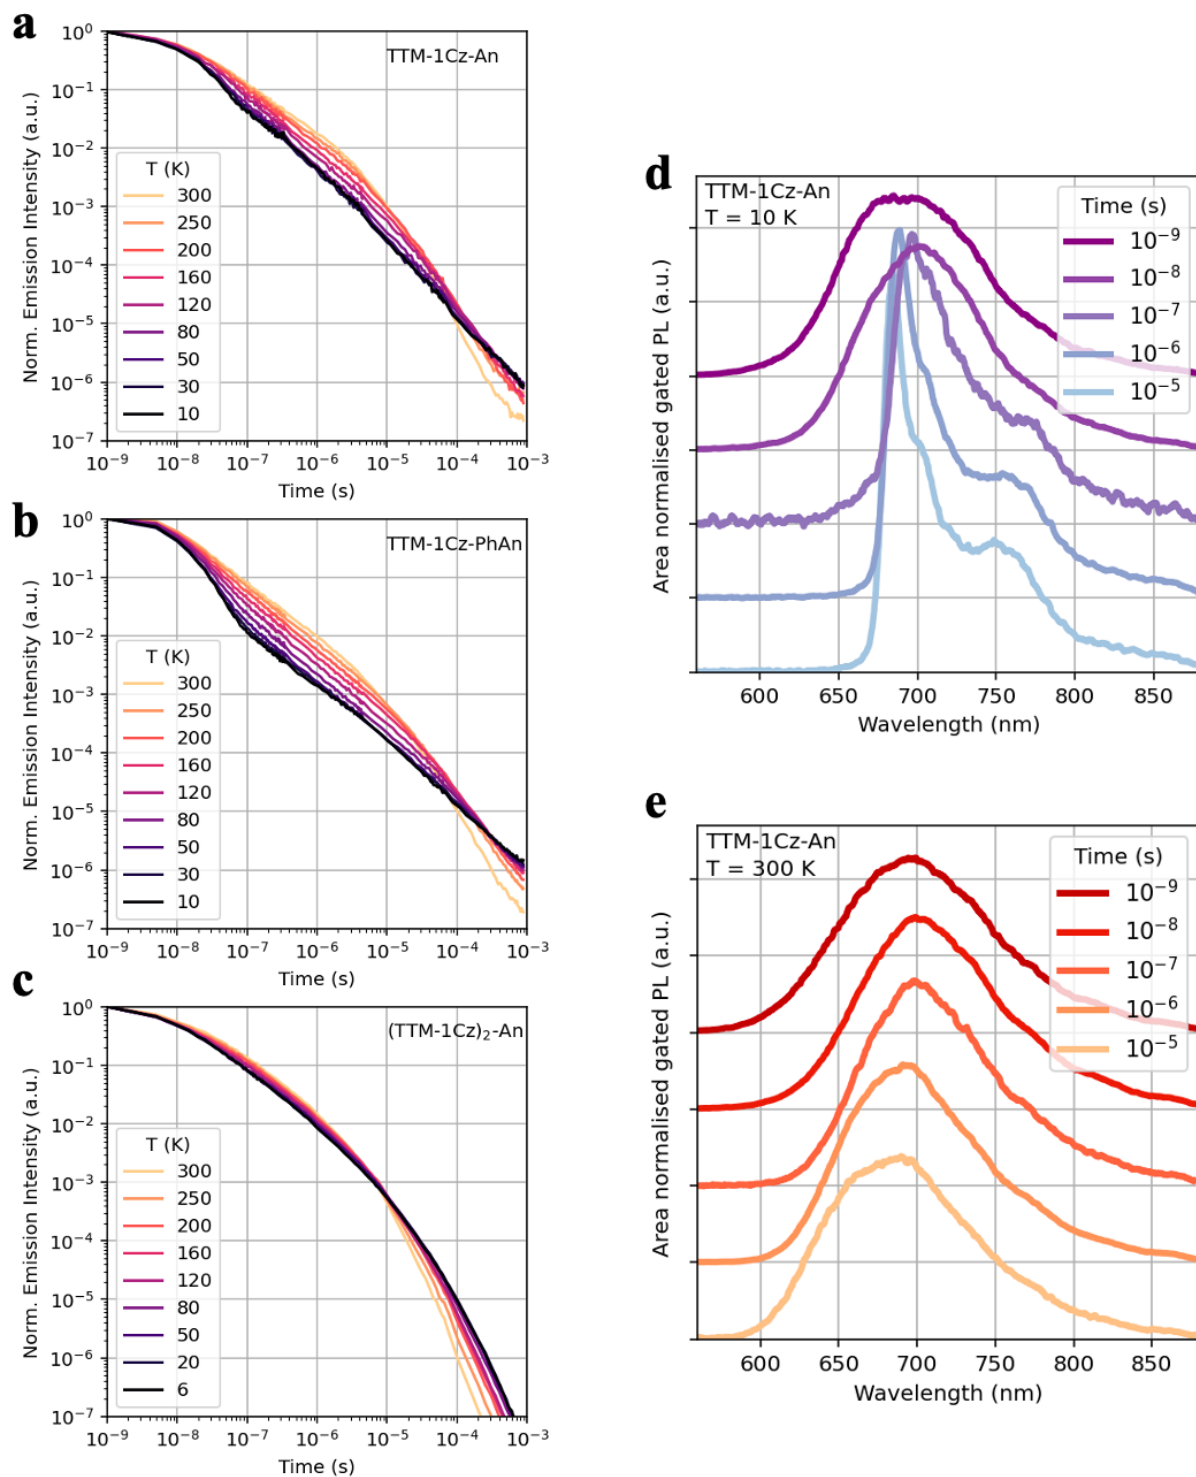 a
TTM-1Cz-An
Norm. Emission Intensity (a.u.)
10⁰
10⁻¹
10⁻²
10⁻³
10⁻⁴
10⁻⁵
10⁻⁶
10⁻⁷
T (K)
300
250
200
160
120
80
50
30
10
10⁻⁹ 10⁻⁸ 10⁻⁷ 10⁻⁶ 10⁻⁵ 10⁻⁴ 10⁻³
Time (s)
b
TTM-1Cz-PhAn
Norm. Emission Intensity (a.u.)
10⁰
10⁻¹
10⁻²
10⁻³
10⁻⁴
10⁻⁵
10⁻⁶
10⁻⁷
T (K)
300
250
200
160
120
80
50
30
10
10⁻⁹ 10⁻⁸ 10⁻⁷ 10⁻⁶ 10⁻⁵ 10⁻⁴ 10⁻³
Time (s)
c
(TTM-1Cz)₂-An
Norm. Emission Intensity (a.u.)
10⁰
10⁻¹
10⁻²
10⁻³
10⁻⁴
10⁻⁵
10⁻⁶
10⁻⁷
T (K)
300
250
200
160
120
80
50
20
6
10⁻⁹ 10⁻⁸ 10⁻⁷ 10⁻⁶ 10⁻⁵ 10⁻⁴ 10⁻³
Time (s)
d
TTM-1Cz-An
T = 10 K
Time (s)
10⁻⁹
10⁻⁸
10⁻⁷
10⁻⁶
10⁻⁵
Area normalised gated PL (a.u.)
600 650 700 750 800 850
Wavelength (nm)
e
TTM-1Cz-An
T = 300 K
Time (s)
10⁻⁹
10⁻⁸
10⁻⁷
10⁻⁶
10⁻⁵
Area normalised gated PL (a.u.)
600 650 700 750 800 850
Wavelength (nm)